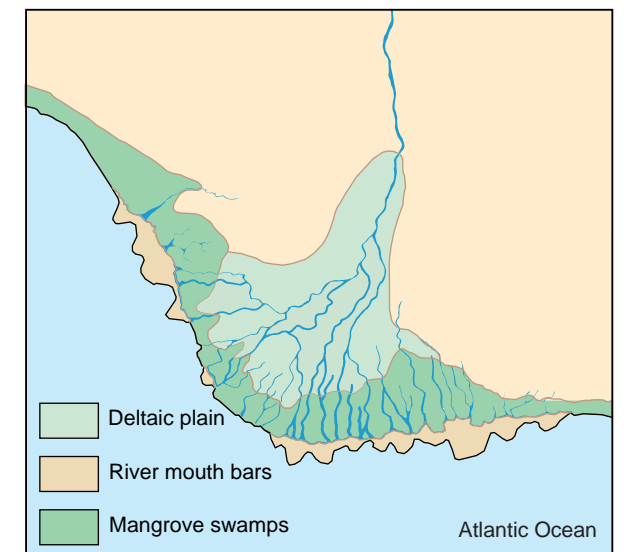 Deltaic plain
River mouth bars
Mangrove swamps
Atlantic Ocean